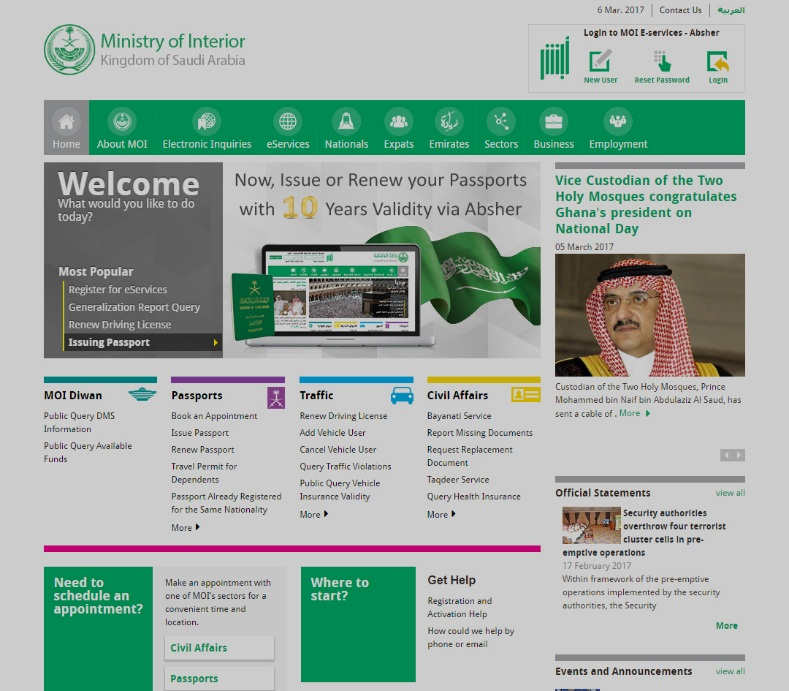 6 Mar. 2017 Contact Us العربية
Ministry of Interior
Kingdom of Saudi Arabia
Login to MOI E-services - Absher
New User
Reset Password
Login
Home
About MOI
Electronic Inquiries
eServices
Nationals
Expats
Emirates
Sectors
Business
Employment
Welcome
What would you like to do
today?
Most Popular
Register for eServices
Generalization Report Query
Renew Driving License
Issuing Passport
Now, Issue or Renew your Passports
with 10 Years Validity via Absher
Vice Custodian of the Two
Holy Mosques congratulates
Ghana's president on
National Day
05 March 2017
Custodian of the Two Holy Mosques, Prince
Mohammed bin Naif bin Abdulaziz Al Saud, has
sent a cable of . More
MOI Diwan
Public Query DMS
Information
Public Query Available
Funds
Passports
Book an Appointment
Issue Passport
Renew Passport
Travel Permit for
Dependents
Passport Already Registered
for the Same Nationality
More
Traffic
Renew Driving License
Add Vehicle User
Cancel Vehicle User
Query Traffic Violations
Public Query Vehicle
Insurance Validity
More
Civil Affairs
Bayanati Service
Report Missing Documents
Request Replacement
Document
Taqdeer Service
Query Health Insurance
More
Official Statements view all
Security authorities
overthrow four terrorist
cluster cells in pre-
emptive operations
17 February 2017
Within framework of the pre-emptive
operations implemented by the security
authorities, the Security
More
Need to
schedule an
appointment?
Make an appointment with
one of MOI's sectors for a
convenient time and
location.
Civil Affairs
Passports
Where to
start?
Get Help
Registration and
Activation Help
How could we help by
phone or email
Events and Announcements view all